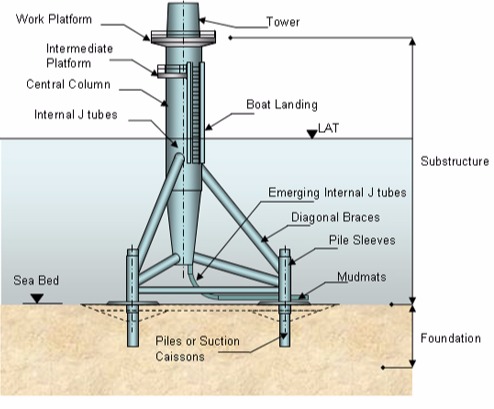 Work Platform
Tower
Intermediate
Platform
Central Column
Internal J tubes
Boat Landing
LAT
Substructure
Emerging Internal J tubes
Diagonal Braces
Pile Sleeves
Mudmats
Sea Bed
Piles or Suction
Caissons
Foundation